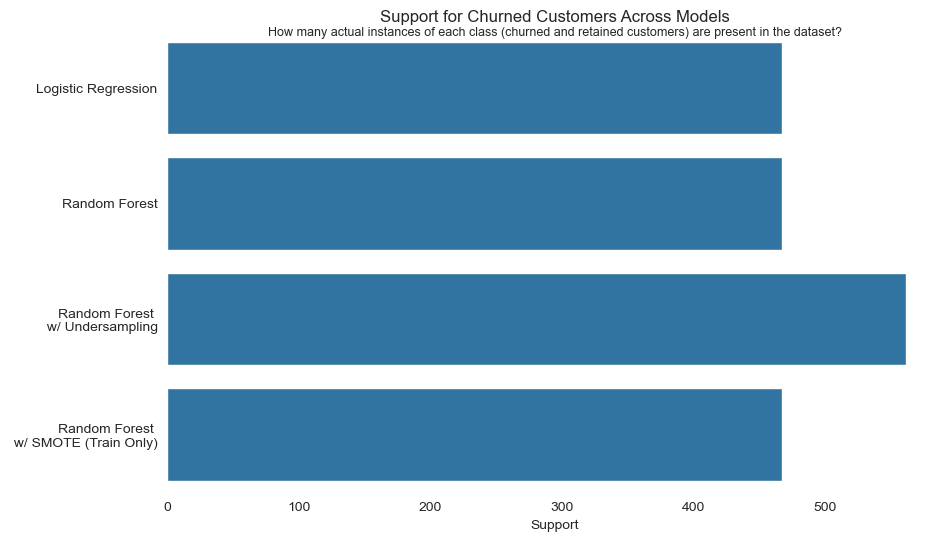 Support for Churned Customers Across Models
How many actual instances of each class (churned and retained customers) are present in the dataset?
Logistic Regression
Random Forest
Random Forest
w/ Undersampling
Random Forest
w/ SMOTE (Train Only)
0 100 200 300 400 500
Support